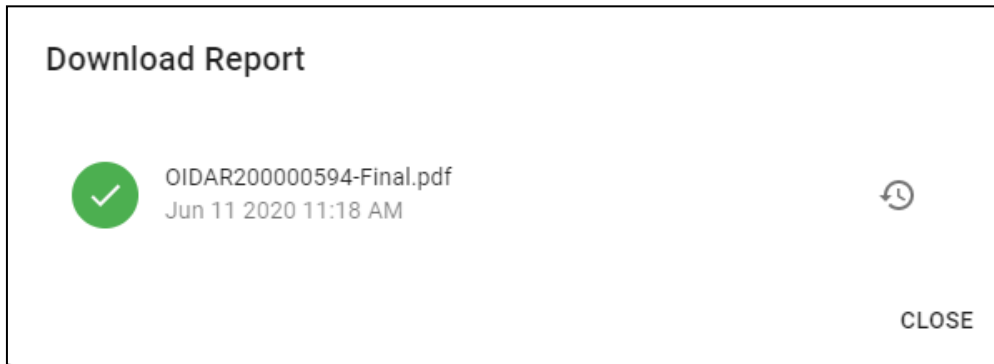 Download Report
OIDAR200000594-Final.pdf
Jun 11 2020 11:18 AM
CLOSE